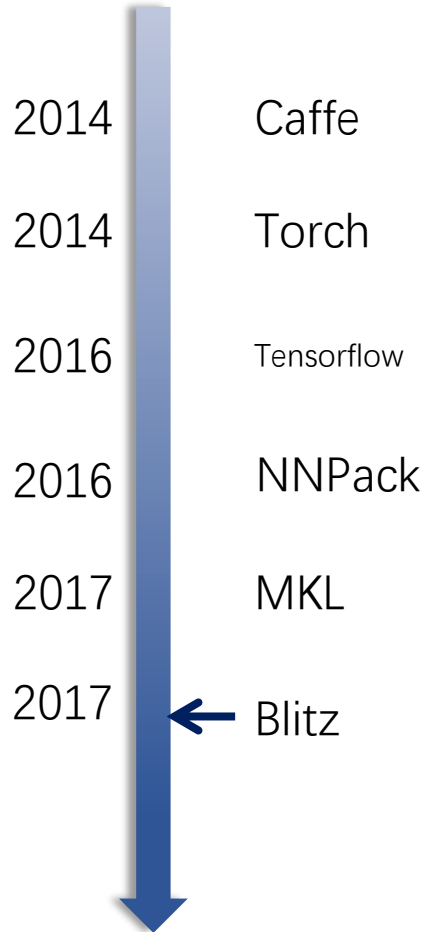 2014 Caffe
2014 Torch
2016 Tensorflow
2016 NNPack
2017 MKL
2017 Blitz